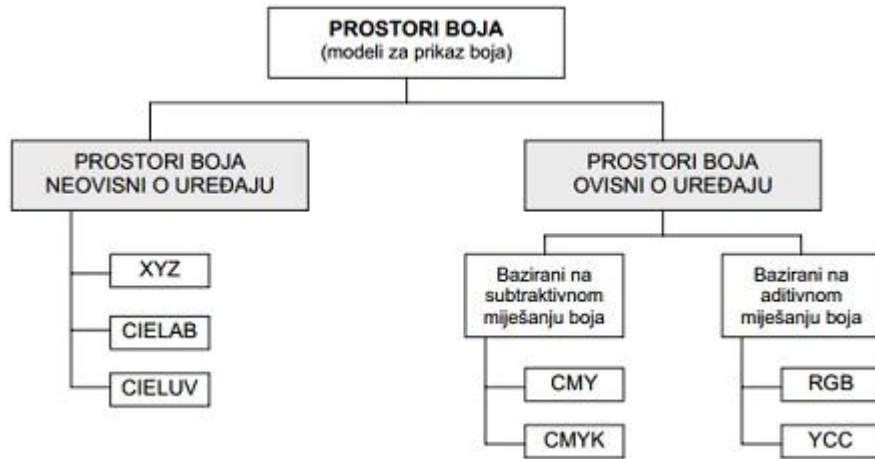 PROSTORI BOJA
(modeli za prikaz boja)
PROSTORI BOJA
NEOVISNI O UREĐAJU
XYZ
CIELAB
CIELUV
PROSTORI BOJA
OVISNI O UREĐAJU
Bazirani na
subtraktivnom
miješanju boja
CMY
CMYK
Bazirani na
aditivnom
miješanju boja
RGB
YCC